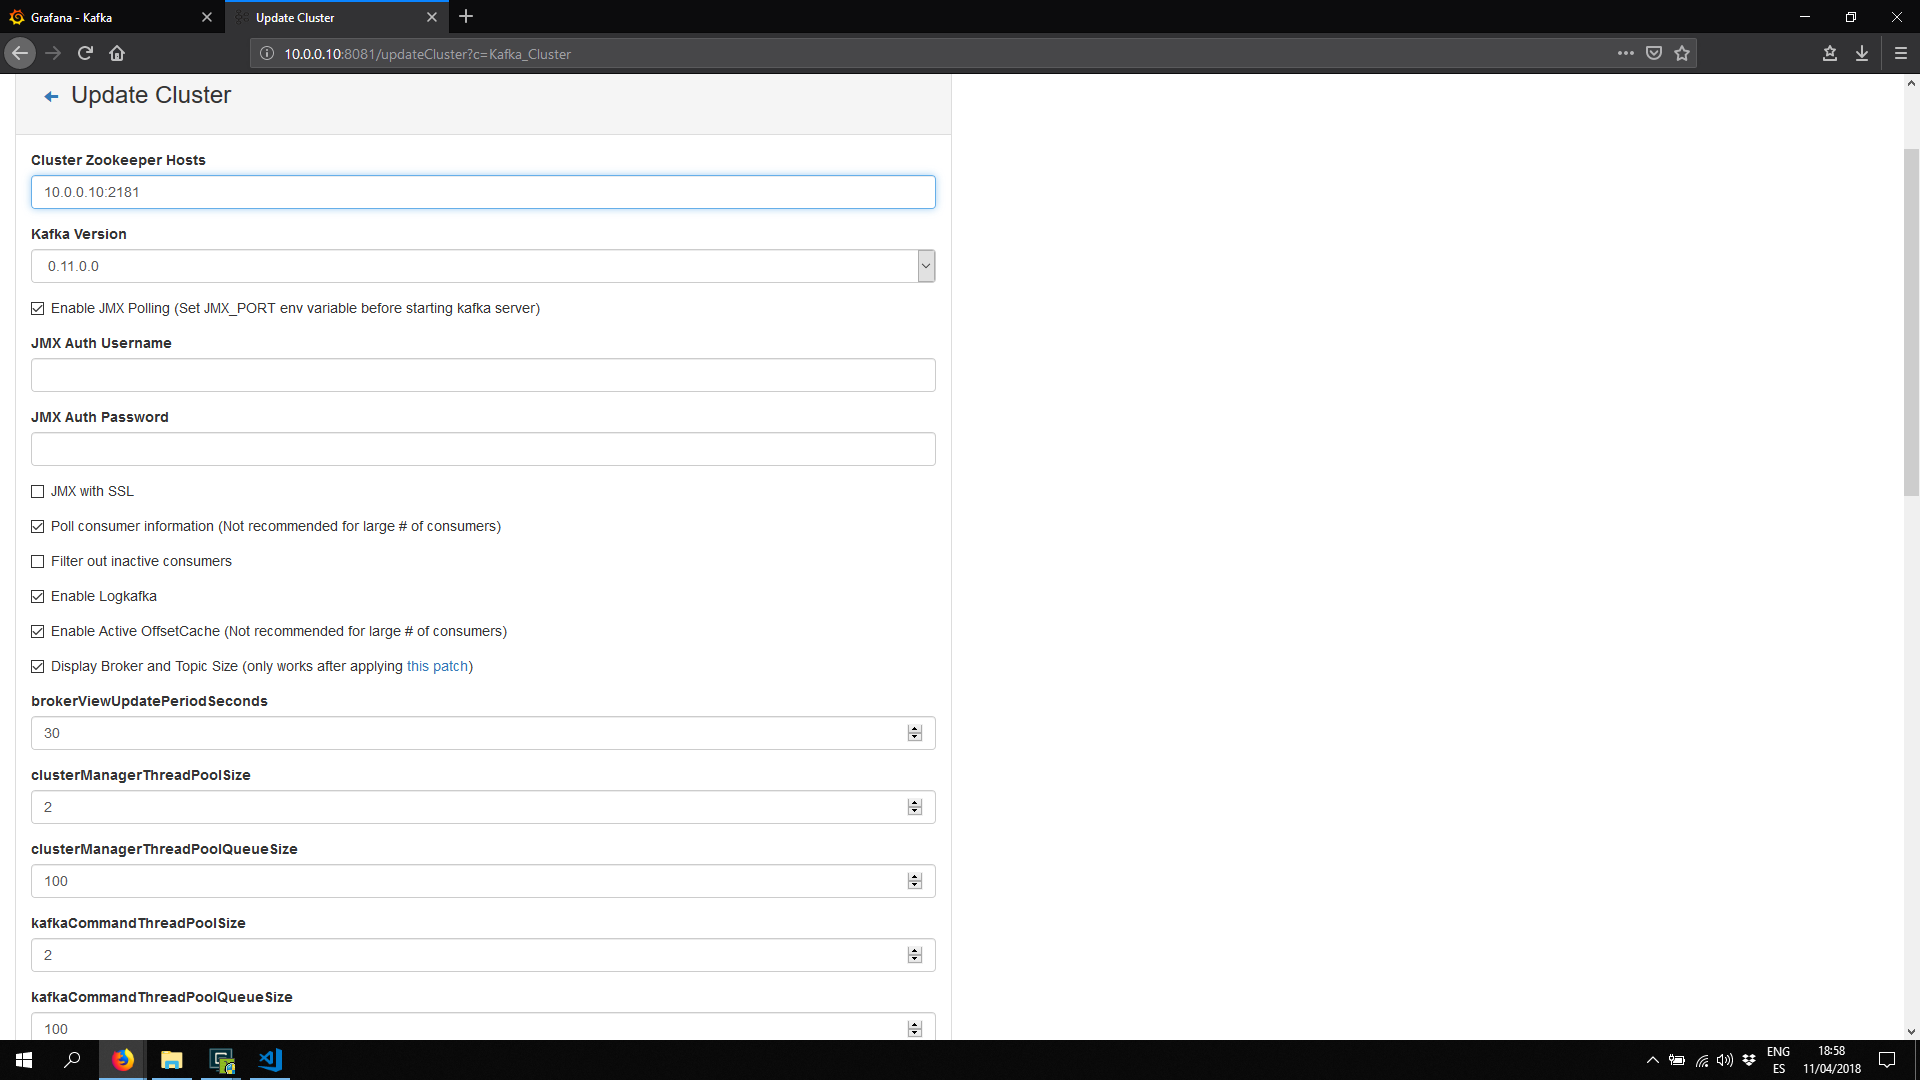 Grafana - Kafka
Update Cluster
10.0.0.10:8081/updateCluster?c=Kafka_Cluster
Update Cluster
Cluster Zookeeper Hosts
10.0.0.10:2181
Kafka Version
0.11.0.0
Enable JMX Polling (Set JMX_PORT env variable before starting kafka server)
JMX Auth Username
JMX Auth Password
JMX with SSL
Poll consumer information (Not recommended for large # of consumers)
Filter out inactive consumers
Enable Logkafka
Enable Active OffsetCache (Not recommended for large # of consumers)
Display Broker and Topic Size (only works after applying this patch)
brokerViewUpdatePeriodSeconds
30
clusterManagerThreadPoolSize
2
clusterManagerThreadPoolQueueSize
100
kafkaCommandThreadPoolSize
2
kafkaCommandThreadPoolQueueSize
100
ENG
ES
18:58
11/04/2018